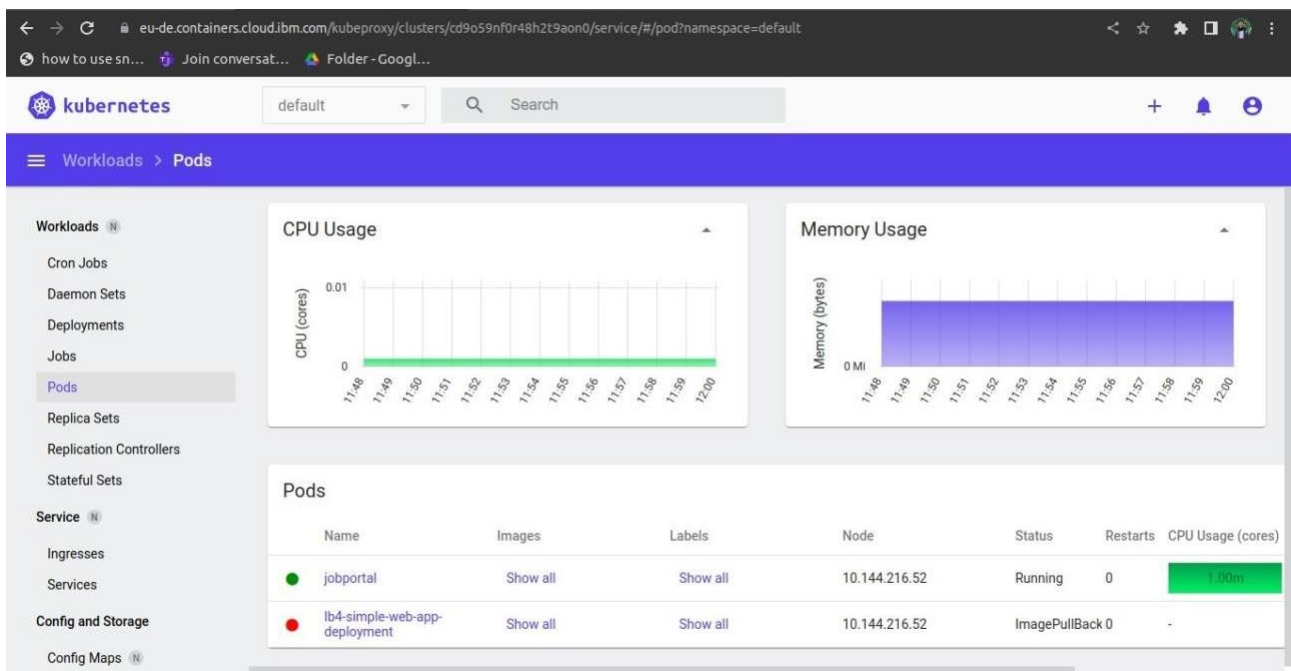 eu-de.containers.cloud.ibm.com/kubeproxy/clusters/cd9o59nf0r48h2t9aon0/service/#/pod?namespace=default
how to use sn... Join conversat... Folder - Googl...
kubernetes default Search
Workloads > Pods
Workloads N
Cron Jobs
Daemon Sets
Deployments
Jobs
Pods
Replica Sets
Replication Controllers
Stateful Sets
Service N
Ingresses
Services
Config and Storage
Config Maps N
CPU Usage
CPU (cores)
0.01
0
11:48 11:49 11:50 11:51 11:52 11:53 11:54 11:55 11:56 11:57 11:58 11:59 12:00
Memory Usage
Memory (bytes)
0 Mi
11:48 11:49 11:50 11:51 11:52 11:53 11:54 11:55 11:56 11:57 11:58 11:59 12:00
Pods
Name Images Labels Node Status Restarts CPU Usage (cores)
jobportal Show all Show all 10.144.216.52 Running 0 1.00m
lb4-simple-web-app-
deployment Show all Show all 10.144.216.52 ImagePullBack 0 -